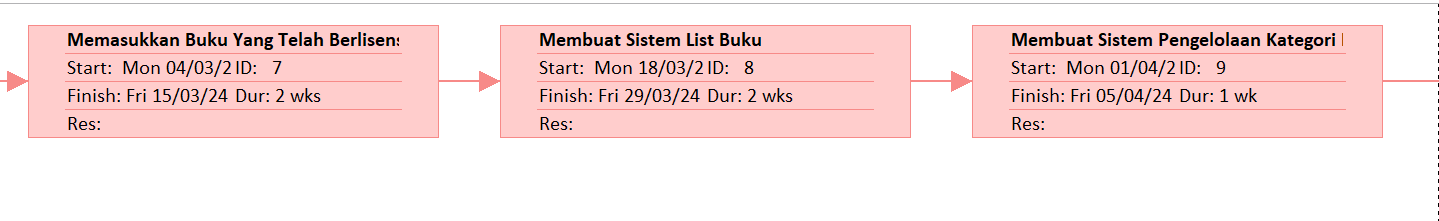 Memasukkan Buku Yang Telah Berlisens
Start: Mon 04/03/2 ID: 7
Finish: Fri 15/03/24 Dur: 2 wks
Res:
Membuat Sistem List Buku
Start: Mon 18/03/2 ID: 8
Finish: Fri 29/03/24 Dur: 2 wks
Res:
Membuat Sistem Pengelolaan Kategori
Start: Mon 01/04/2 ID: 9
Finish: Fri 05/04/24 Dur: 1 wk
Res: